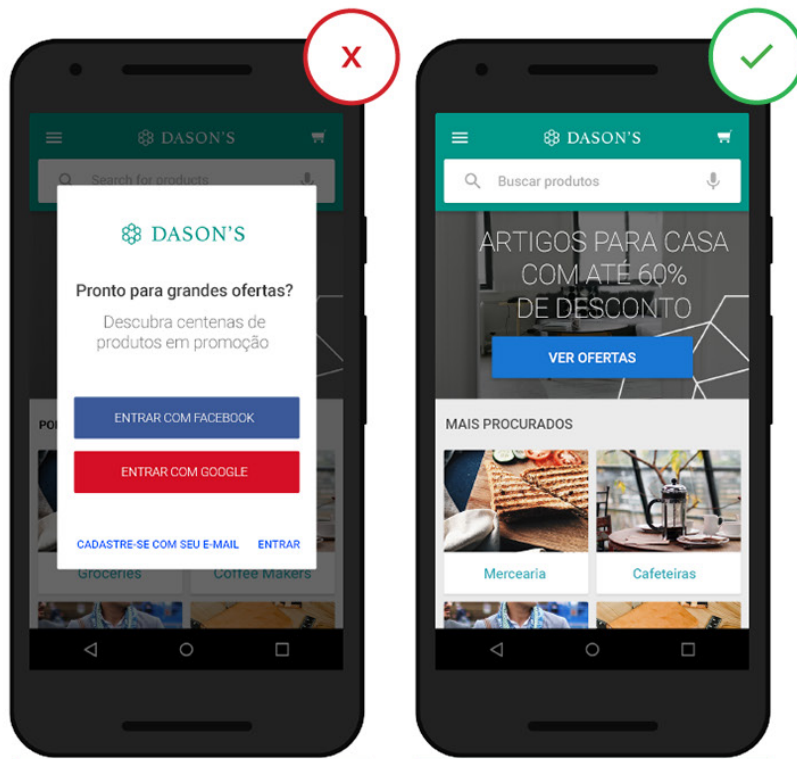 X
DASON'S
Search for products
DASON'S
Pronto para grandes ofertas?
Descubra centenas de
produtos em promoção
ENTRAR COM FACEBOOK
ENTRAR COM GOOGLE
CADASTRE-SE COM SEU E-MAIL ENTRAR
Groceries Coffee Makers
DASON'S
Buscar produtos
ARTIGOS PARA CASA
COM ATÉ 60%
DE DESCONTO
VER OFERTAS
MAIS PROCURADOS
Mercearia Cafeteiras